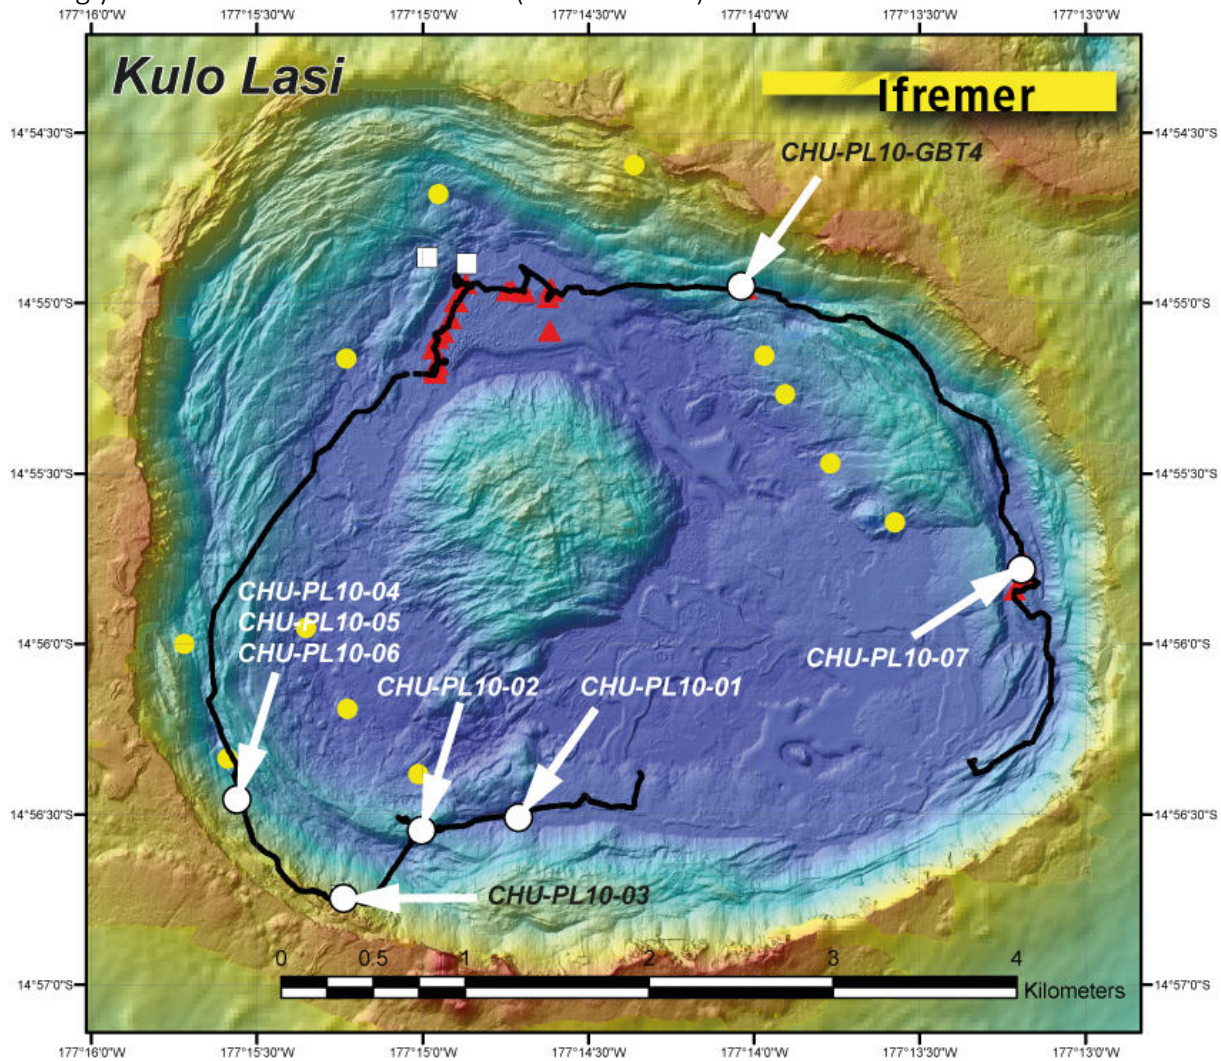 177°16'0"W 177°15'30"W 177°15'0"W 177°14'30"W 177°14'0"W 177°13'30"W 177°13'0"W
Kulo Lasi
Ifremer
14°54'30"S 14°54'30"S
CHU-PL10-GBT4
14°55'0"S 14°55'0"S
14°55'30"S 14°55'30"S
CHU-PL10-04
CHU-PL10-05
CHU-PL10-06
14°56'0"S 14°56'0"S
CHU-PL10-07
CHU-PL10-02 CHU-PL10-01
14°56'30"S 14°56'30"S
CHU-PL10-03
0 0.5 1 2 3 4
Kilometers
14°57'0"S 14°57'0"S
177°16'0"W 177°15'30"W 177°15'0"W 177°14'30"W 177°14'0"W 177°13'30"W 177°13'0"W